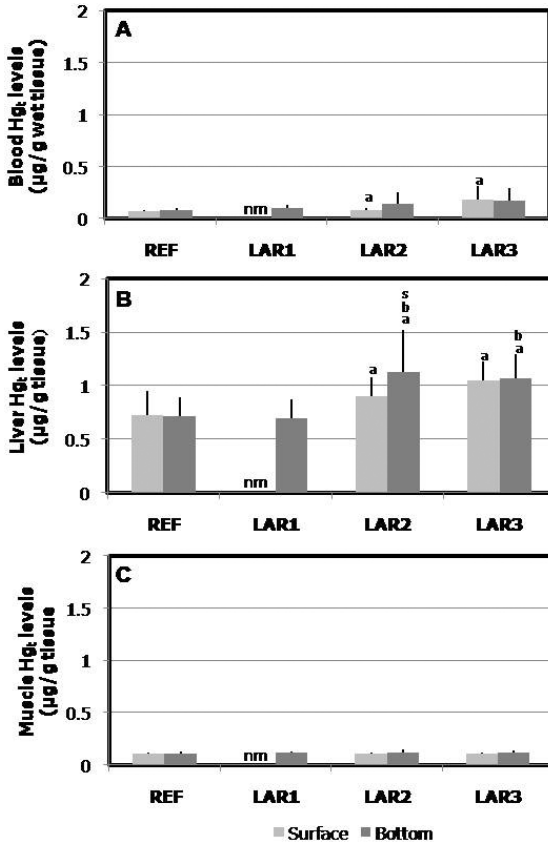 A
Blood Hgt levels
(µg/g wet tissue)
2
1.5
1
0.5
0
nm
a
a
REF LAR1 LAR2 LAR3
B
Liver Hgt levels
(µg/g tissue)
2
1.5
1
0.5
0
nm
a
s
b
a
a
b
a
REF LAR1 LAR2 LAR3
C
Muscle Hgt levels
(µg/g tissue
2
1.5
1
0.5
0
nm
REF LAR1 LAR2 LAR3
Surface Bottom